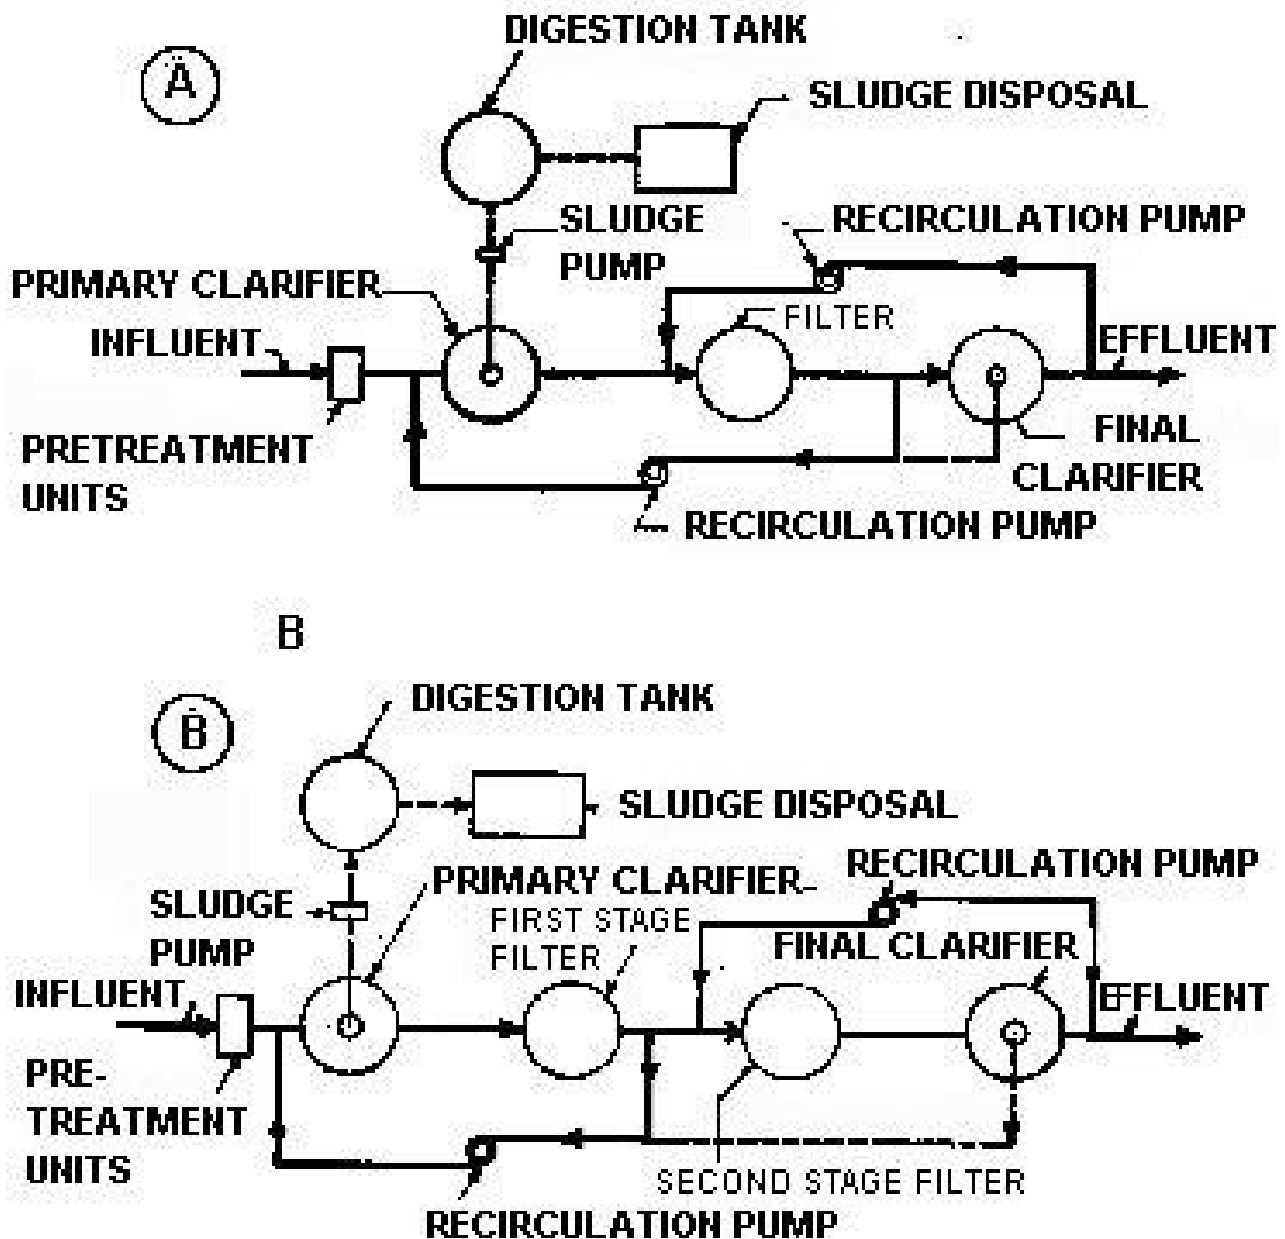 DIGESTION TANK
A
SLUDGE DISPOSAL
SLUDGE
PUMP
RECIRCULATION PUMP
PRIMARY CLARIFIER
FILTER
INFLUENT
EFFLUENT
PRETREATMENT
UNITS
FINAL
CLARIFIER
RECIRCULATION PUMP
B
DIGESTION TANK
B
SLUDGE DISPOSAL
RECIRCULATION PUMP
PRIMARY CLARIFIER
SLUDGE
PUMP
FIRST STAGE
FILTER
FINAL CLARIFIER
INFLUENT
EFFLUENT
PRE-
TREATMENT
UNITS
SECOND STAGE FILTER
RECIRCULATION PUMP